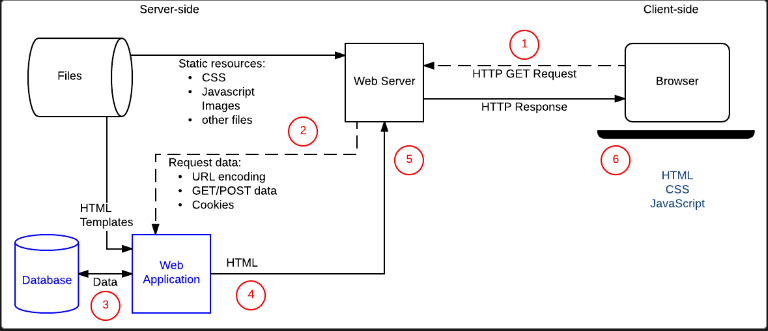 Server-side
Client-side
1
Files
Static resources:
• CSS
• Javascript
Images
• other files
Web Server
HTTP GET Request
HTTP Response
Browser
2
5
6
Request data:
• URL encoding
• GET/POST data
• Cookies
HTML
CSS
JavaScript
HTML
Templates
Database
Data
3
Web
Application
HTML
4